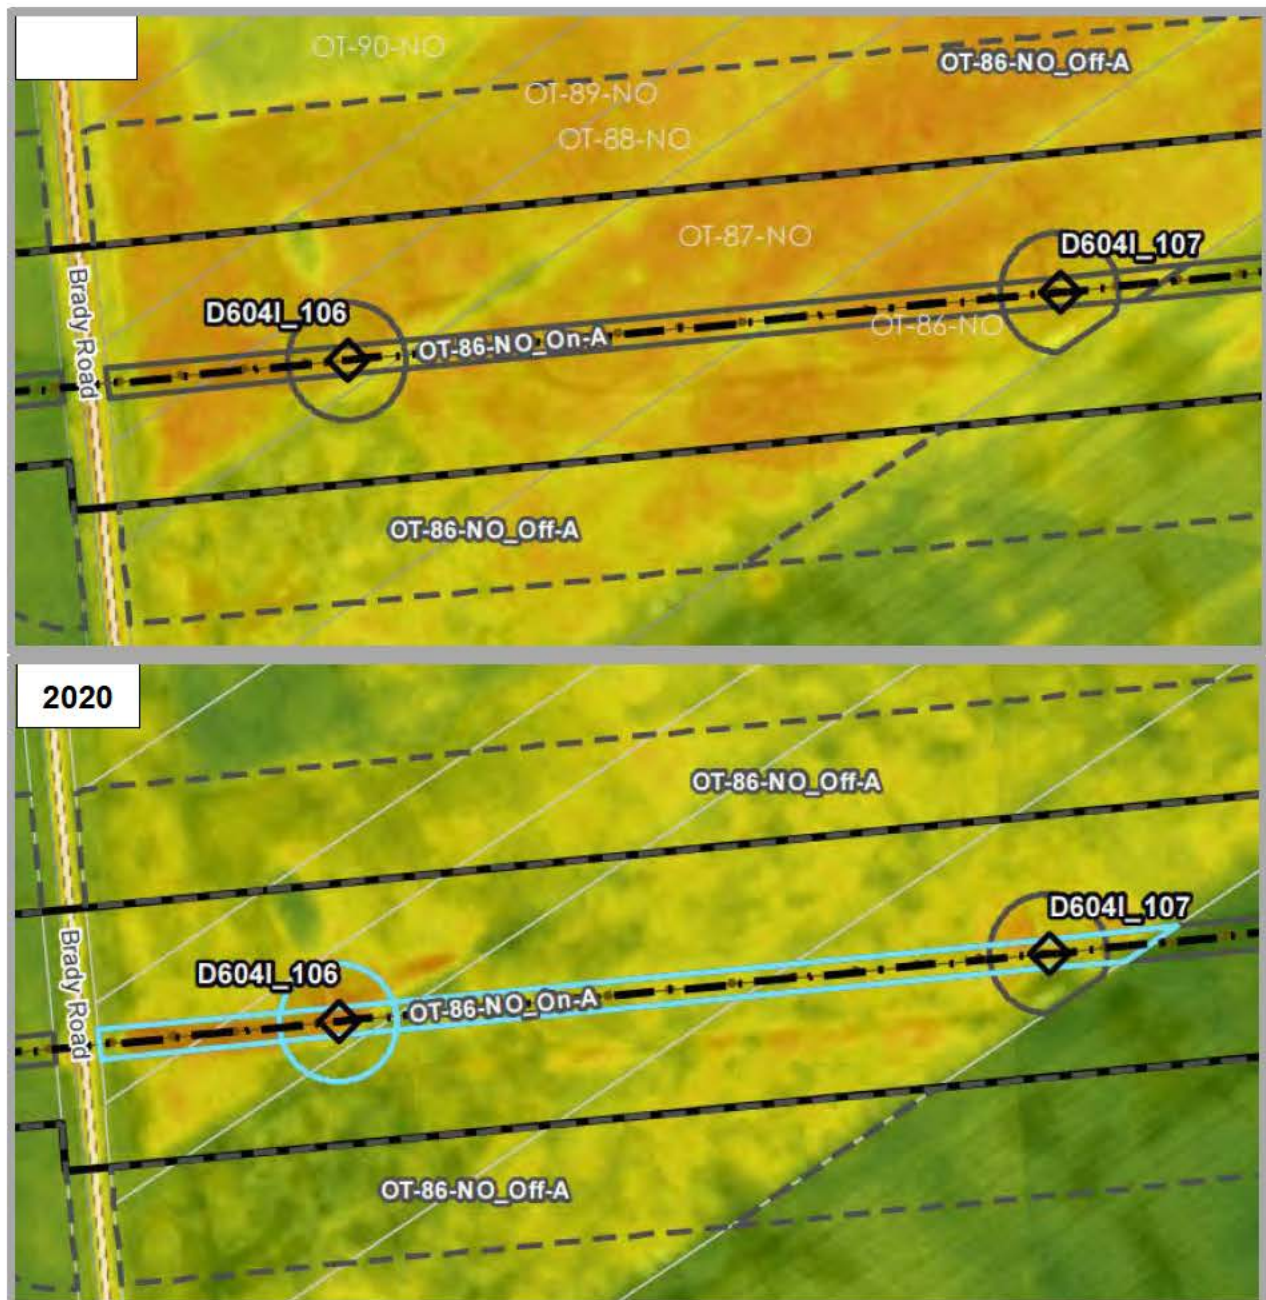 OT-90-NO
OT-86-NO_Off-A
OT-89-NO
OT-88-NO
OT-87-NO
D604I_107
D604I_106
OT-86-NO
OT-86-NO_On-A
Brady Road
OT-86-NO_Off-A
2020
OT-86-NO_Off-A
D604I_107
D604I_106
OT-86-NO_On-A
Brady Road
OT-86-NO_Off-A